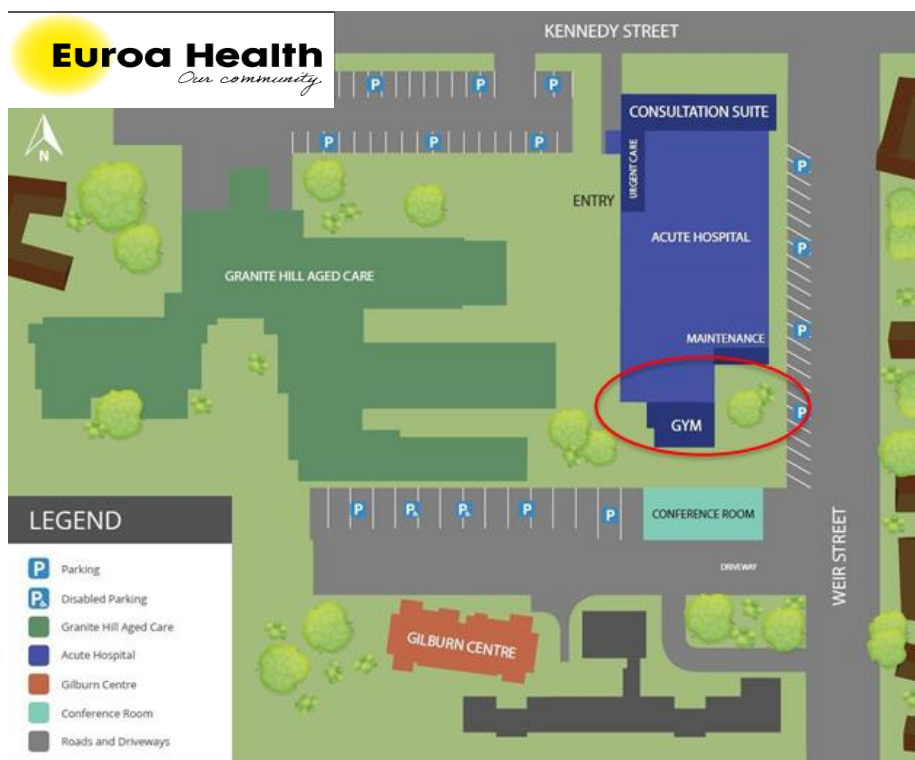 Euroa Health
Our community
KENNEDY STREET
P P P
P P P
N
CONSULTATION SUITE
URGENT CARE
ENTRY
P
ACUTE HOSPITAL
P
GRANITE HILL AGED CARE
MAINTENANCE
P
GYM
P
P P P P P
CONFERENCE ROOM
WEIR STREET
DRIVEWAY
GILBURN CENTRE
LEGEND
P Parking
P Disabled Parking
Granite Hill Aged Care
Acute Hospital
Gilburn Centre
Conference Room
Roads and Driveways